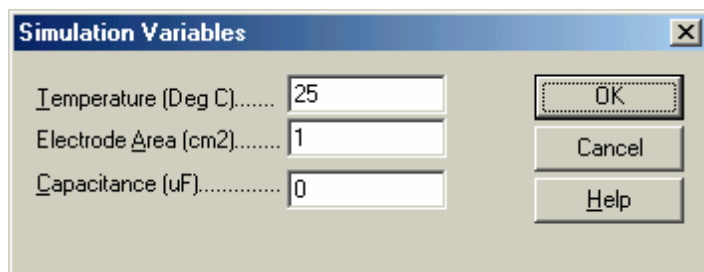 Simulation Variables
Temperature (Deg C)....... 25
OK
Electrode Area (cm2)........ 1
Cancel
Capacitance (uF).............. 0
Help